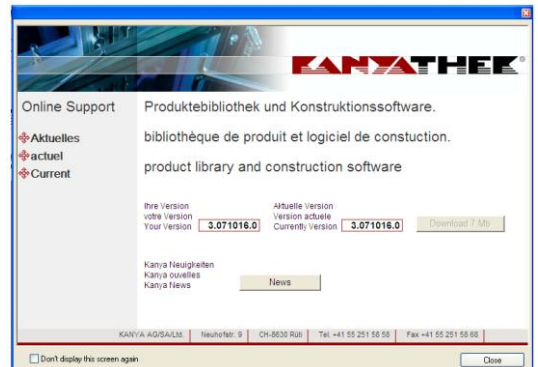 KANYATHEK®
Online Support
Aktuelles
actuel
Current
Produktebibliothek und Konstruktionssoftware.
bibliothèque de produit et logiciel de constuction.
product library and construction software
Ihre Version
votre Version
Your Version
3.071016.0
Aktuelle Version
Version actuele
Currently Version
3.071016.0
Download 7 Mb
Kanya Neuigkeiten
Kanya ouvelles
Kanya News
News
KANYA AG/SA/Ltd. Neuhofstr. 9 CH-8630 Rüti Tel. +41 55 251 58 58 Fax +41 55 251 58 68
Don't display this screen again
Close